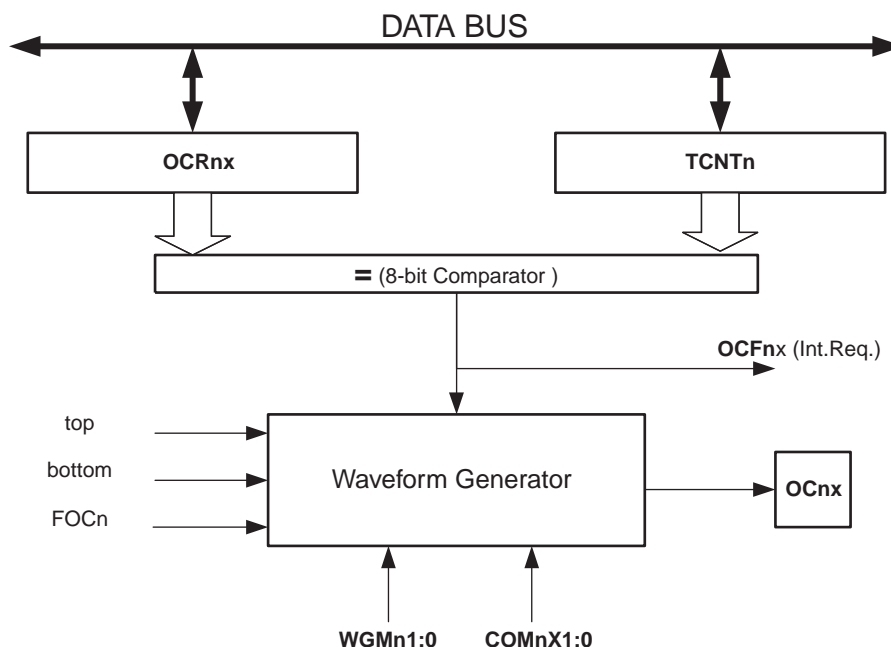 DATA BUS
OCRnx
TCNTn
= (8-bit Comparator )
OCFnx (Int.Req.)
top
bottom
FOCn
Waveform Generator
OCnx
WGMn1:0
COMnX1:0